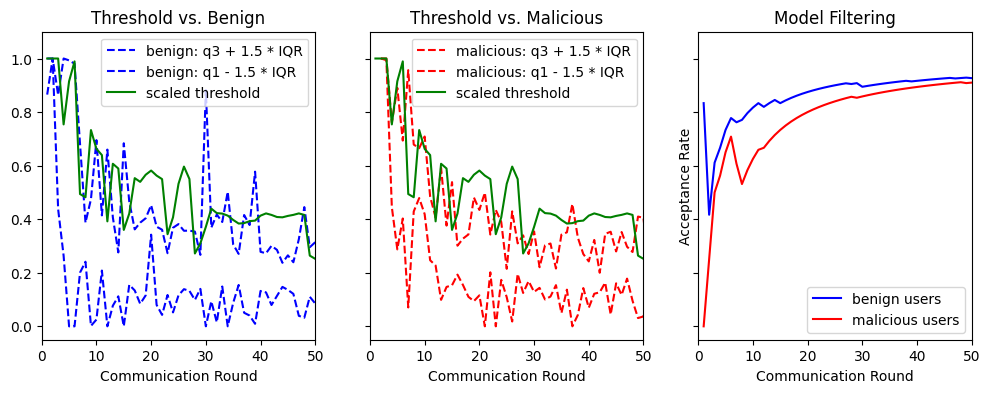 Threshold vs. Benign
benign: q3 + 1.5 * IQR
benign: q1 - 1.5 * IQR
scaled threshold
1.0
0.8
0.6
0.4
0.2
0.0
0 10 20 30 40 50
Communication Round
Threshold vs. Malicious
malicious: q3 + 1.5 * IQR
malicious: q1 - 1.5 * IQR
scaled threshold
0 10 20 30 40 50
Communication Round
Model Filtering
Acceptance Rate
benign users
malicious users
0 10 20 30 40 50
Communication Round